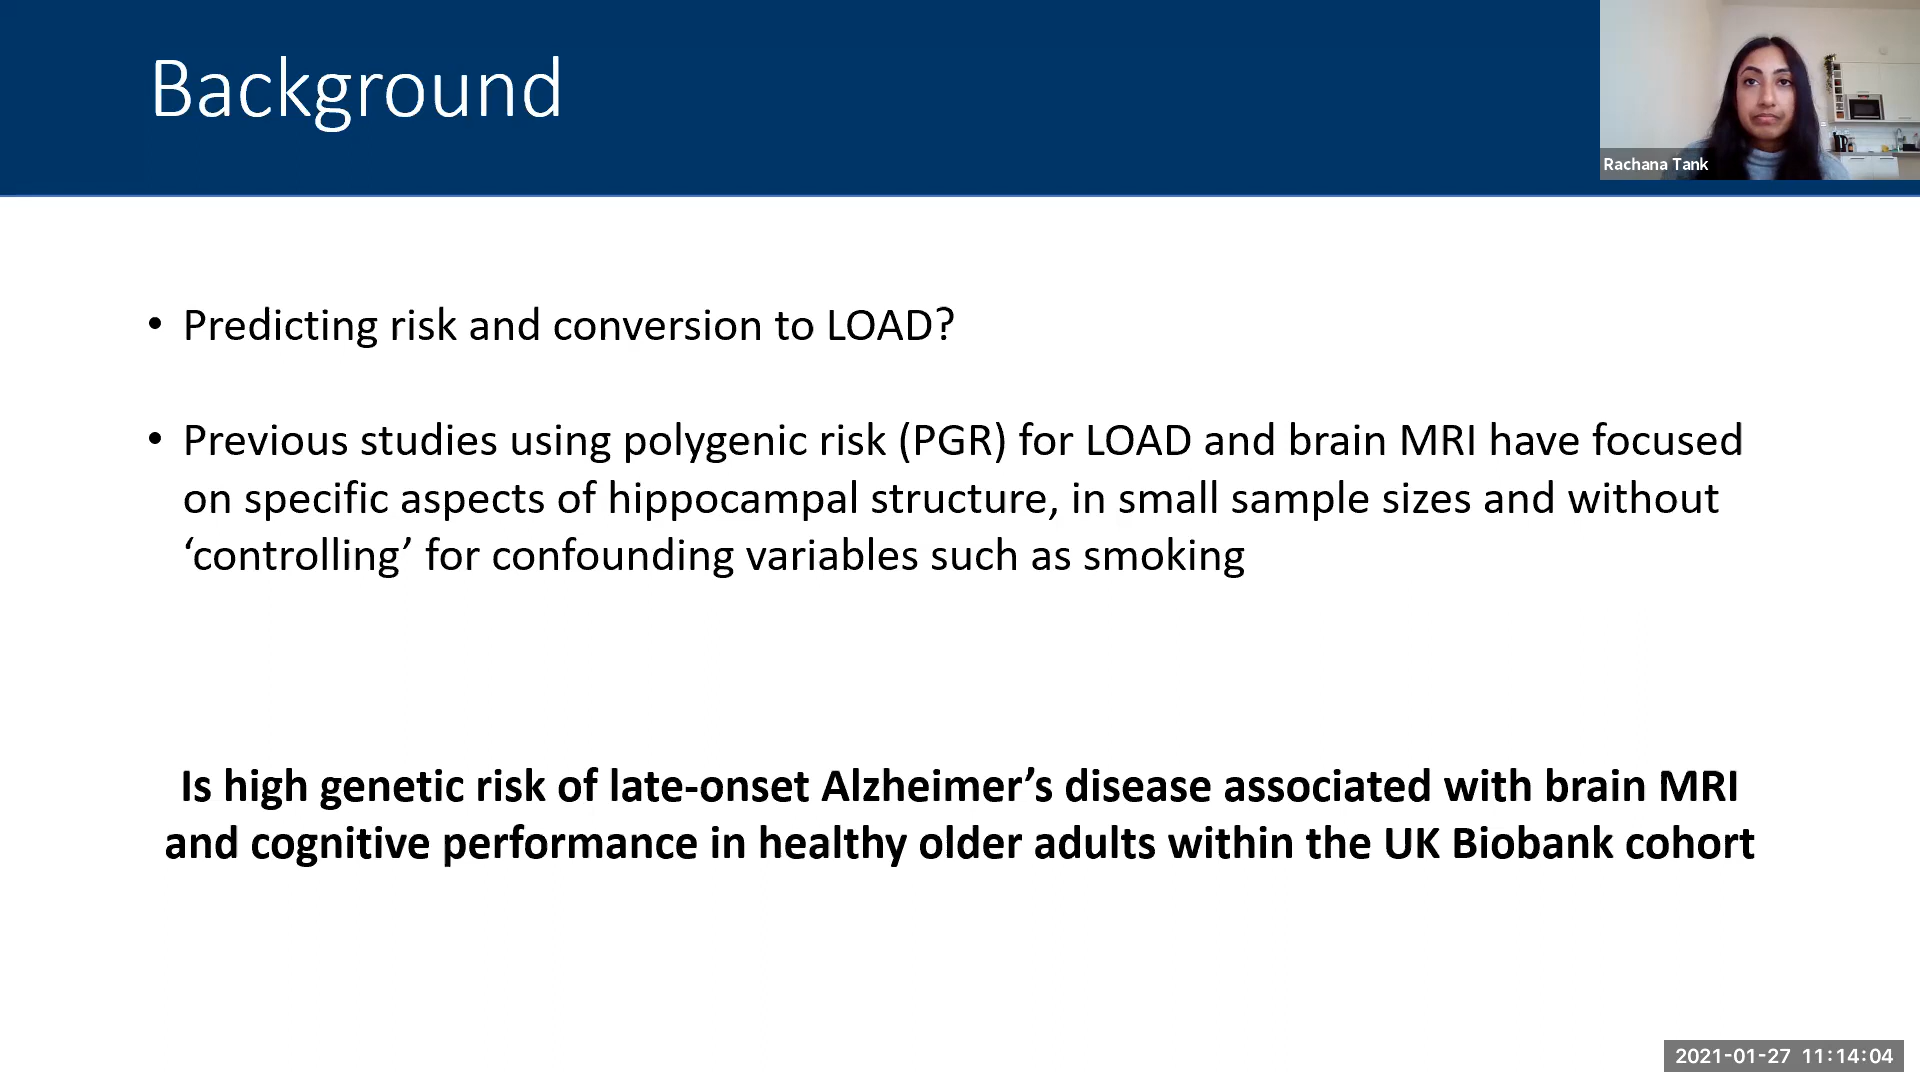 Background
Rachana Tank
• Predicting risk and conversion to LOAD?
• Previous studies using polygenic risk (PGR) for LOAD and brain MRI have focused
on specific aspects of hippocampal structure, in small sample sizes and without
‘controlling’ for confounding variables such as smoking
Is high genetic risk of late-onset Alzheimer’s disease associated with brain MRI
and cognitive performance in healthy older adults within the UK Biobank cohort
2021-01-27 11:14:04